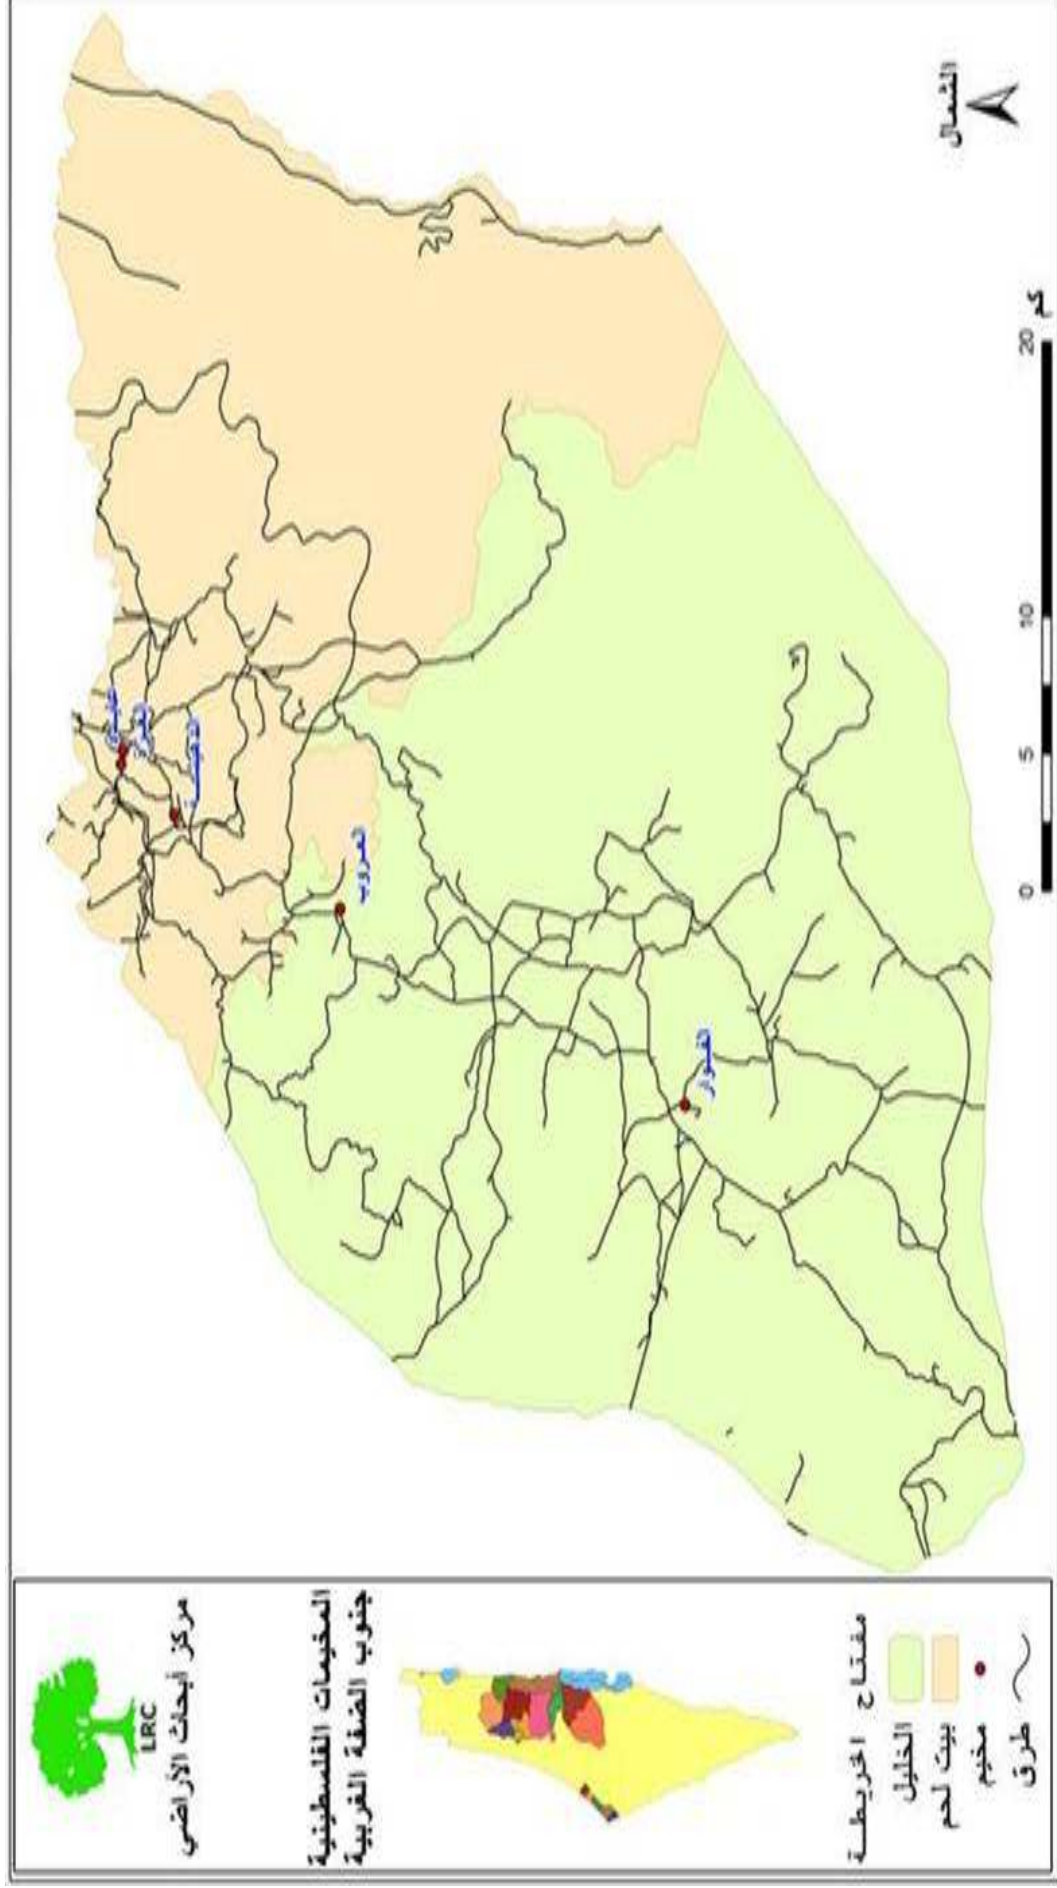 LRC
مركز أبحاث الأراضي
المخيمات الفلسطينية
جنوب الضفة الغربية
مفتاح الخريطة
الخليل
بيت لحم
مخيم
طرق
الشمال
العزة
العروب
الفوار
0 5 10 20
كم